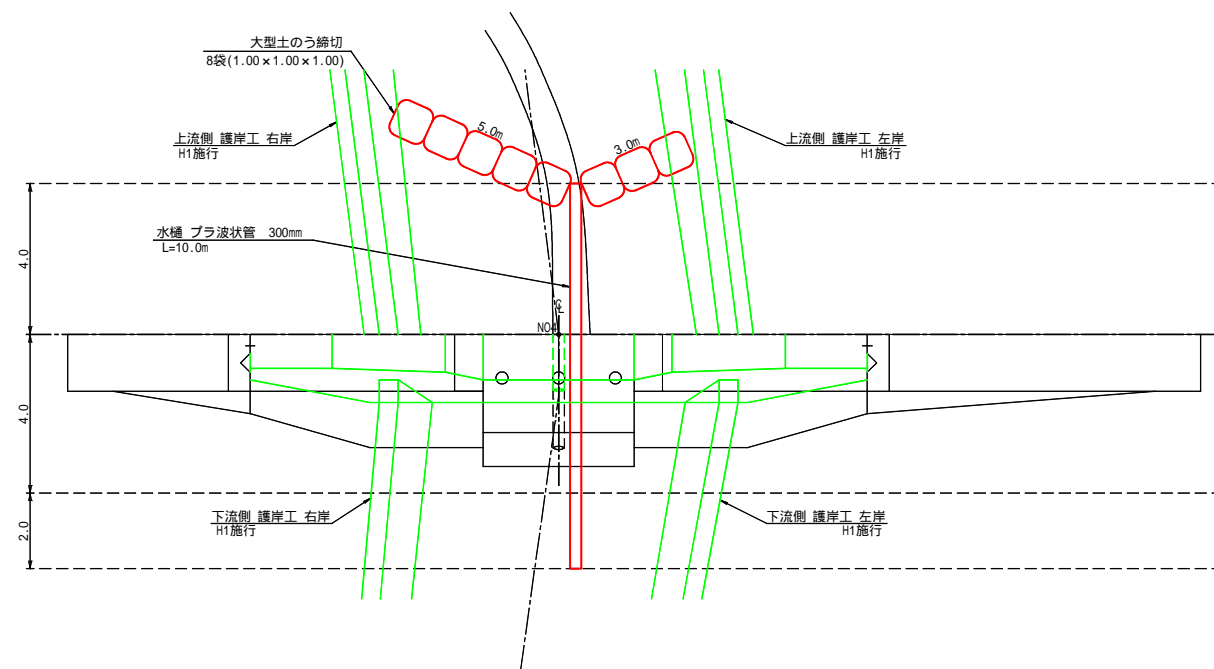 大型土のう締切
8袋(1.00×1.00×1.00)
上流側 護岸工 右岸
H1施行
5.0m
3.0m
上流側 護岸工 左岸
H1施行
4.0
水樋 プラ波状管 300mm
L=10.0m
CL
NO4
4.0
下流側 護岸工 右岸
H1施行
下流側 護岸工 左岸
H1施行
2.0